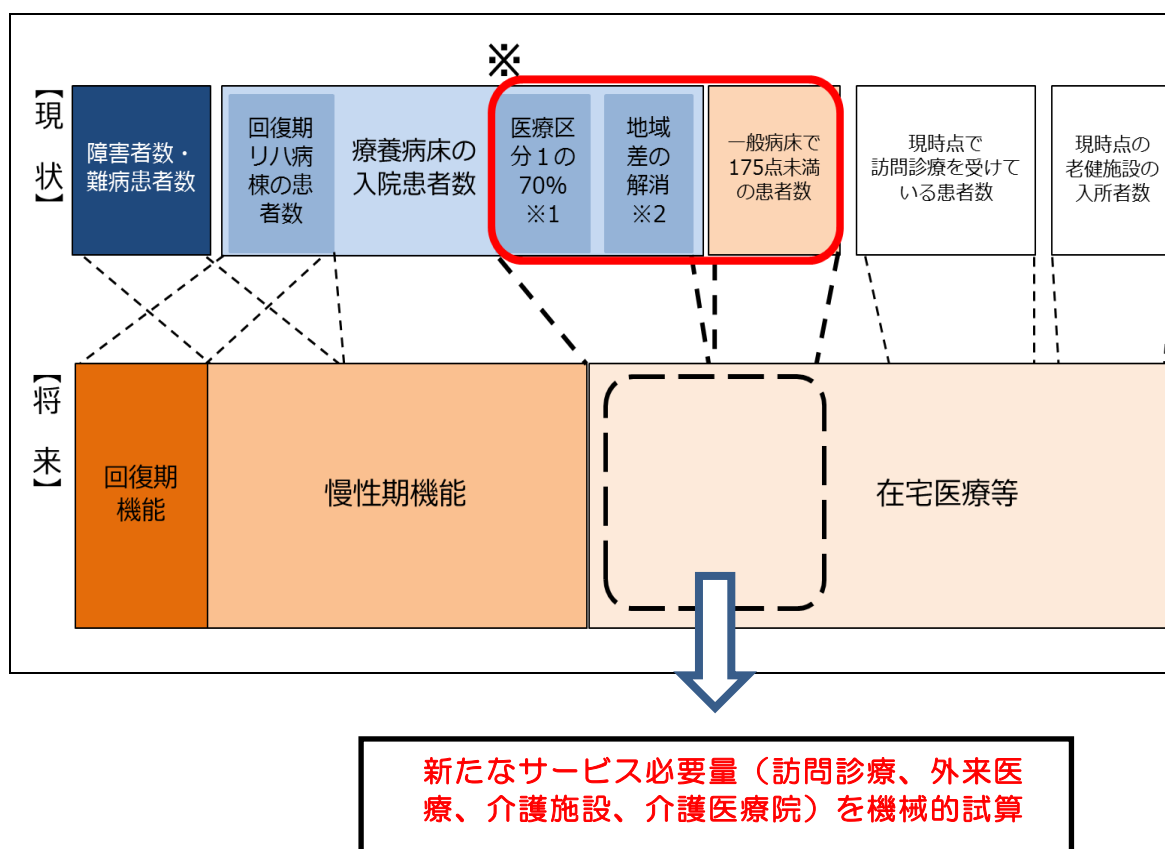 ※
【現状】
障害者数・
難病患者数
回復期
リハ病
棟の患
者数
療養病床の
入院患者数
医療区
分１の
70%
※1
地域
差の
解消
※2
一般病床で
175点未満
の患者数
現時点で
訪問診療を受けて
いる患者数
現時点の
老健施設の
入所者数
【将来】
回復期
機能
慢性期機能
在宅医療等
新たなサービス必要量（訪問診療、外来医
療、介護施設、介護医療院）を機械的試算